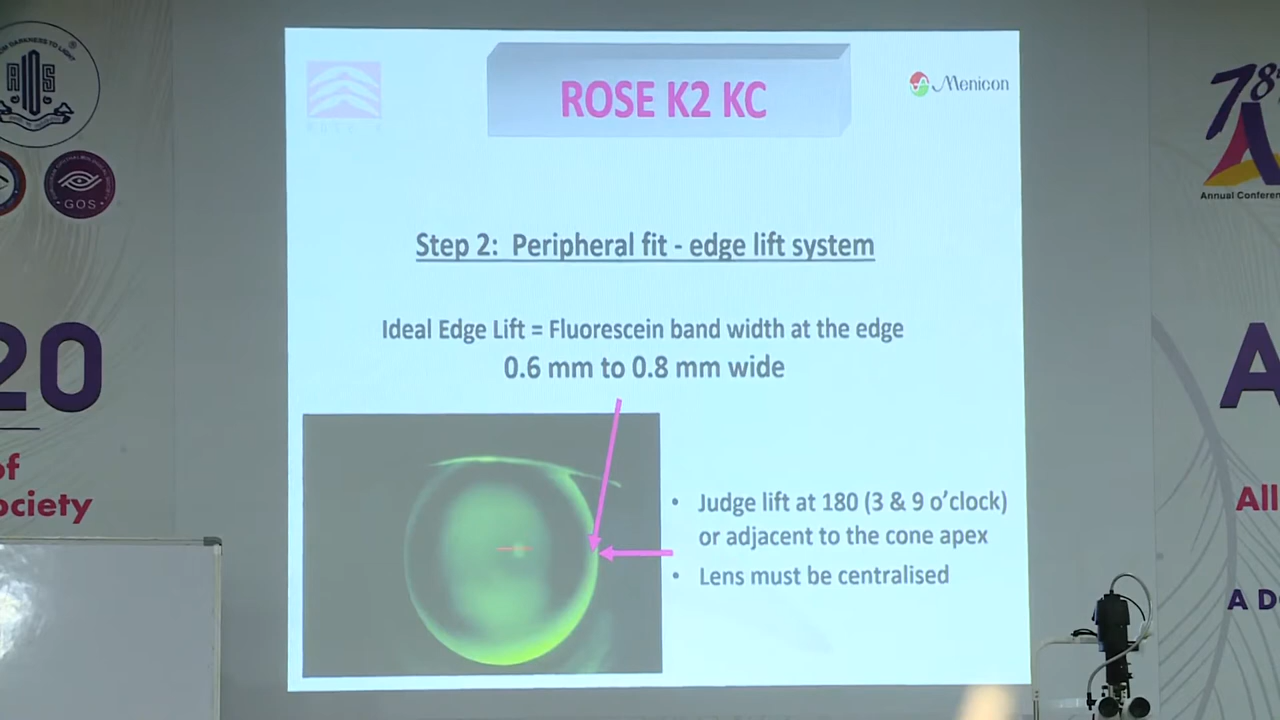 ROSE K2 KC
Menicon
Step 2: Peripheral fit - edge lift system
Ideal Edge Lift = Fluorescein band width at the edge
0.6 mm to 0.8 mm wide
• Judge lift at 180 (3 & 9 o'clock)
or adjacent to the cone apex
• Lens must be centralised
AIOS
GOS
20
of
ociety
78
Annual Conferen
A
All
A D